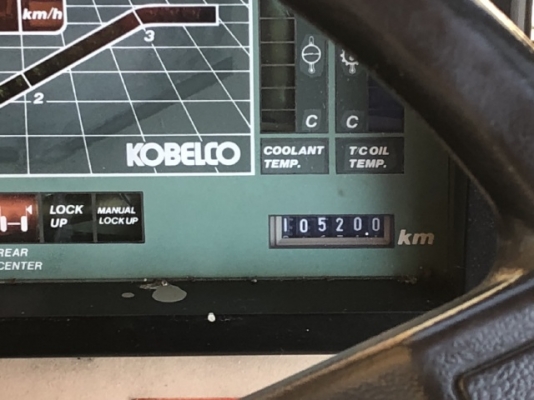 km/h
3
2
KOBELCO
C
C
COOLANT
TEMP.
T·C OIL
TEMP.
LOCK
UP
MANUAL
LOCK UP
REAR
CENTER
105200
km